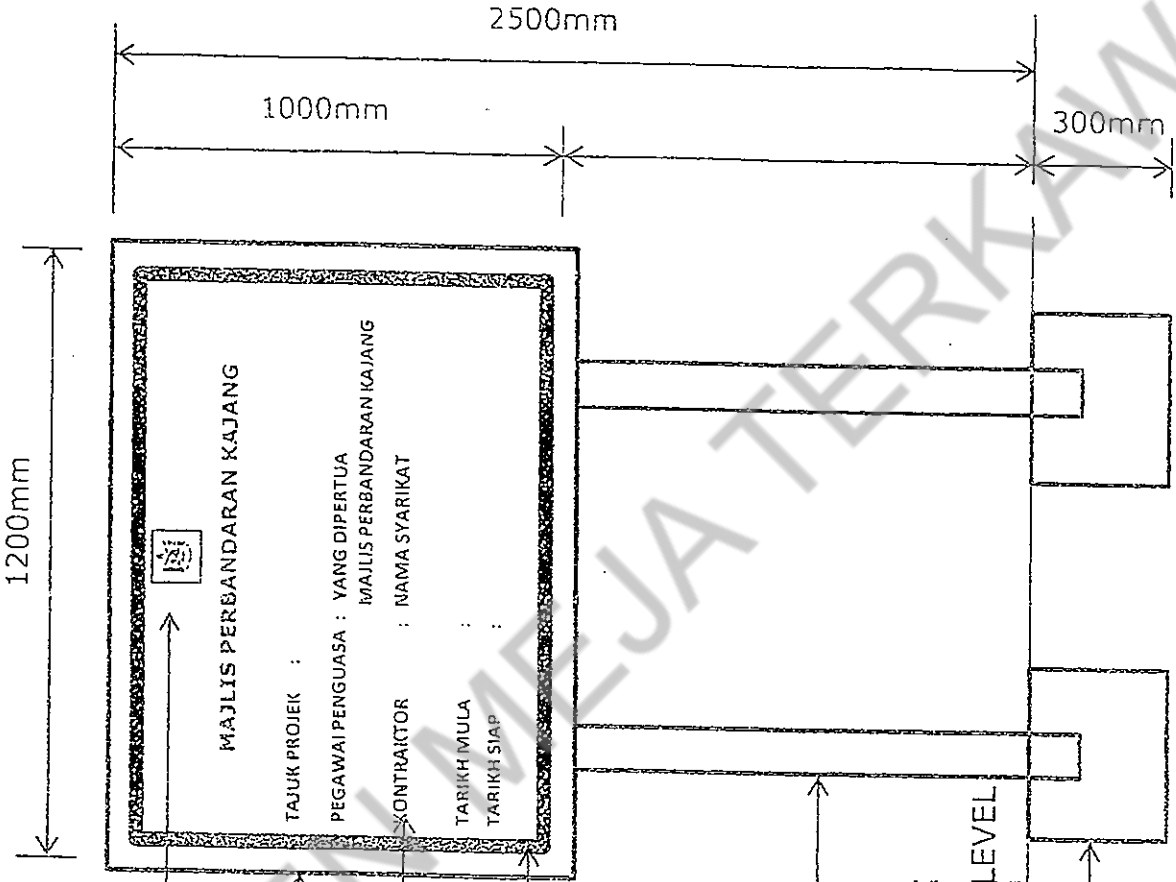 2500mm
1000mm
300mm
1200mm
MAJLIS PERBANDARAN KAJANG
TAJUK PROJEK :
PEGAWAI PENGUASA : YANG DIPERTUA
MAJLIS PERBANDARAN KAJANG
KONTRAKTOR : NAMA SYARIKAT
TARIKH MULA :
TARIKH SIAP :
LEVEL
MEJA TERKAW